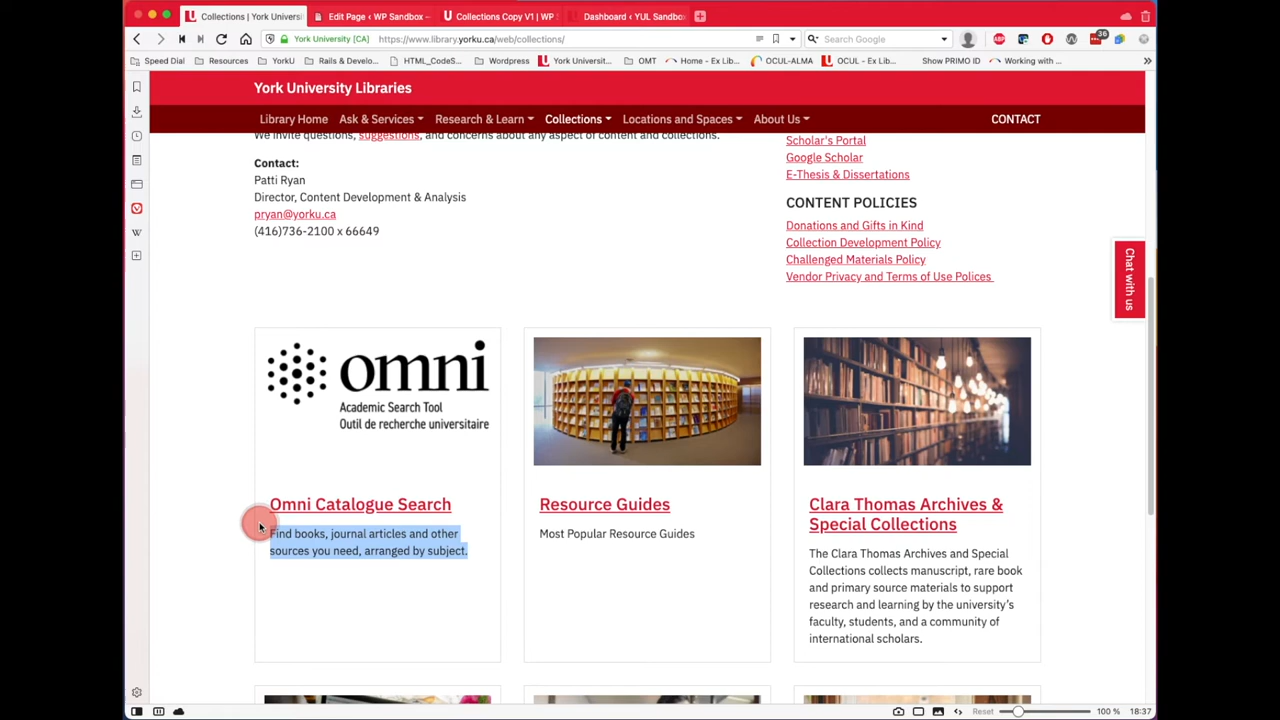 Collections | York Universi
Edit Page ‹ WP Sandbox —
Collections Copy V1 | WP S
Dashboard ‹ YUL Sandbo
York University [CA]
https://www.library.yorku.ca/web/collections/
Search Google
36
Speed Dial
Resources
YorkU
Rails & Develo...
HTML_CodeS...
Wordpress
York Universit...
OMT
Home - Ex Lib...
OCUL-ALMA
OCUL - Ex Lib...
Show PRIMO ID
Working with ...
York University Libraries
Library Home
Ask & Services
Research & Learn
Collections
Locations and Spaces
About Us
CONTACT
We invite questions, suggestions, and concerns about any aspect of content and collections.
Contact:
Patti Ryan
Director, Content Development & Analysis
pryan@yorku.ca
(416)736-2100 x 66649
Scholar's Portal
Google Scholar
E-Thesis & Dissertations
CONTENT POLICIES
Donations and Gifts in Kind
Collection Development Policy
Challenged Materials Policy
Vendor Privacy and Terms of Use Polices
Chat with us
omni
Academic Search Tool
Outil de recherche universitaire
Omni Catalogue Search
Find books, journal articles and other
sources you need, arranged by subject.
Resource Guides
Most Popular Resource Guides
Clara Thomas Archives &
Special Collections
The Clara Thomas Archives and Special
Collections collects manuscript, rare book
and primary source materials to support
research and learning by the university's
faculty, students, and a community of
international scholars.
Reset
100 %
18:37